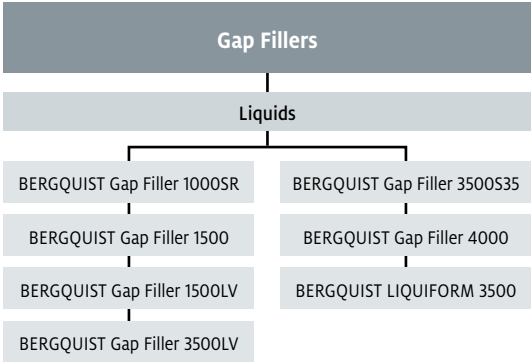 Gap Fillers
Liquids
BERGQUIST Gap Filler 1000SR
BERGQUIST Gap Filler 1500
BERGQUIST Gap Filler 1500LV
BERGQUIST Gap Filler 3500LV
BERGQUIST Gap Filler 3500S35
BERGQUIST Gap Filler 4000
BERGQUIST LIQUIFORM 3500